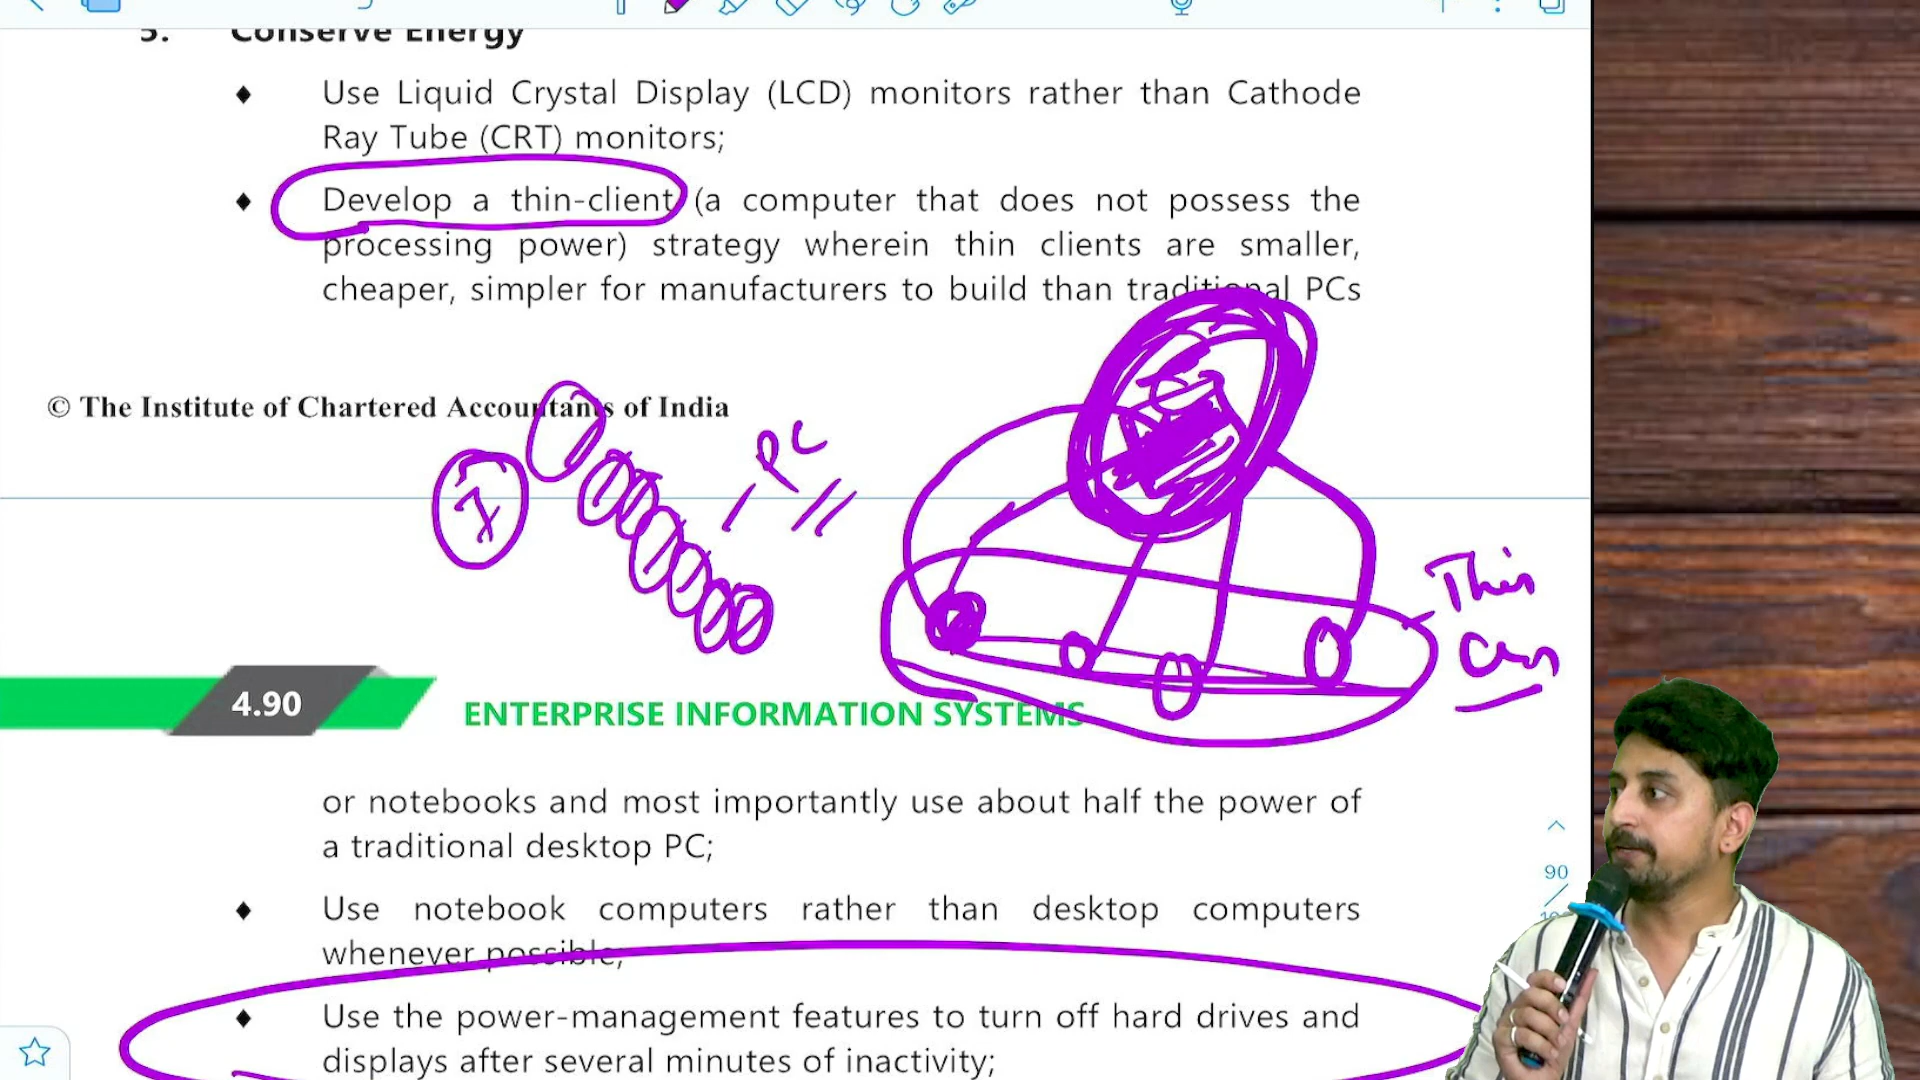 5. Conserve Energy
♦ Use Liquid Crystal Display (LCD) monitors rather than Cathode
Ray Tube (CRT) monitors;
♦ Develop a thin-client (a computer that does not possess the
processing power) strategy wherein thin clients are smaller,
cheaper, simpler for manufacturers to build than traditional PCs
© The Institute of Chartered Accountants of India
PC
Thin
4.90
ENTERPRISE INFORMATION SYSTEMS
or notebooks and most importantly use about half the power of
a traditional desktop PC;
90
♦ Use notebook computers rather than desktop computers
whenever possible;
♦ Use the power-management features to turn off hard drives and
displays after several minutes of inactivity;